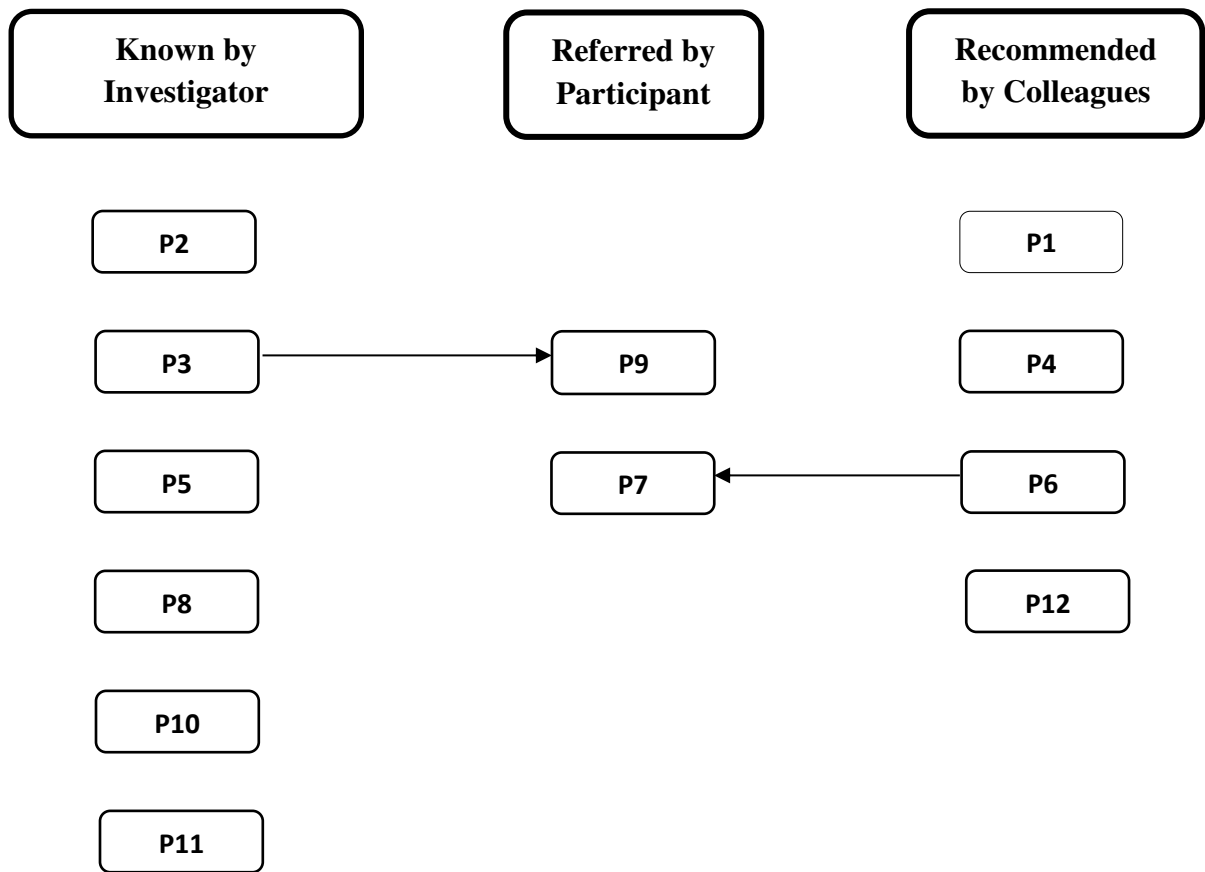 Known by
Investigator
Referred by
Participant
Recommended
by Colleagues
P2
P1
P3
P9
P4
P5
P7
P6
P8
P12
P10
P11